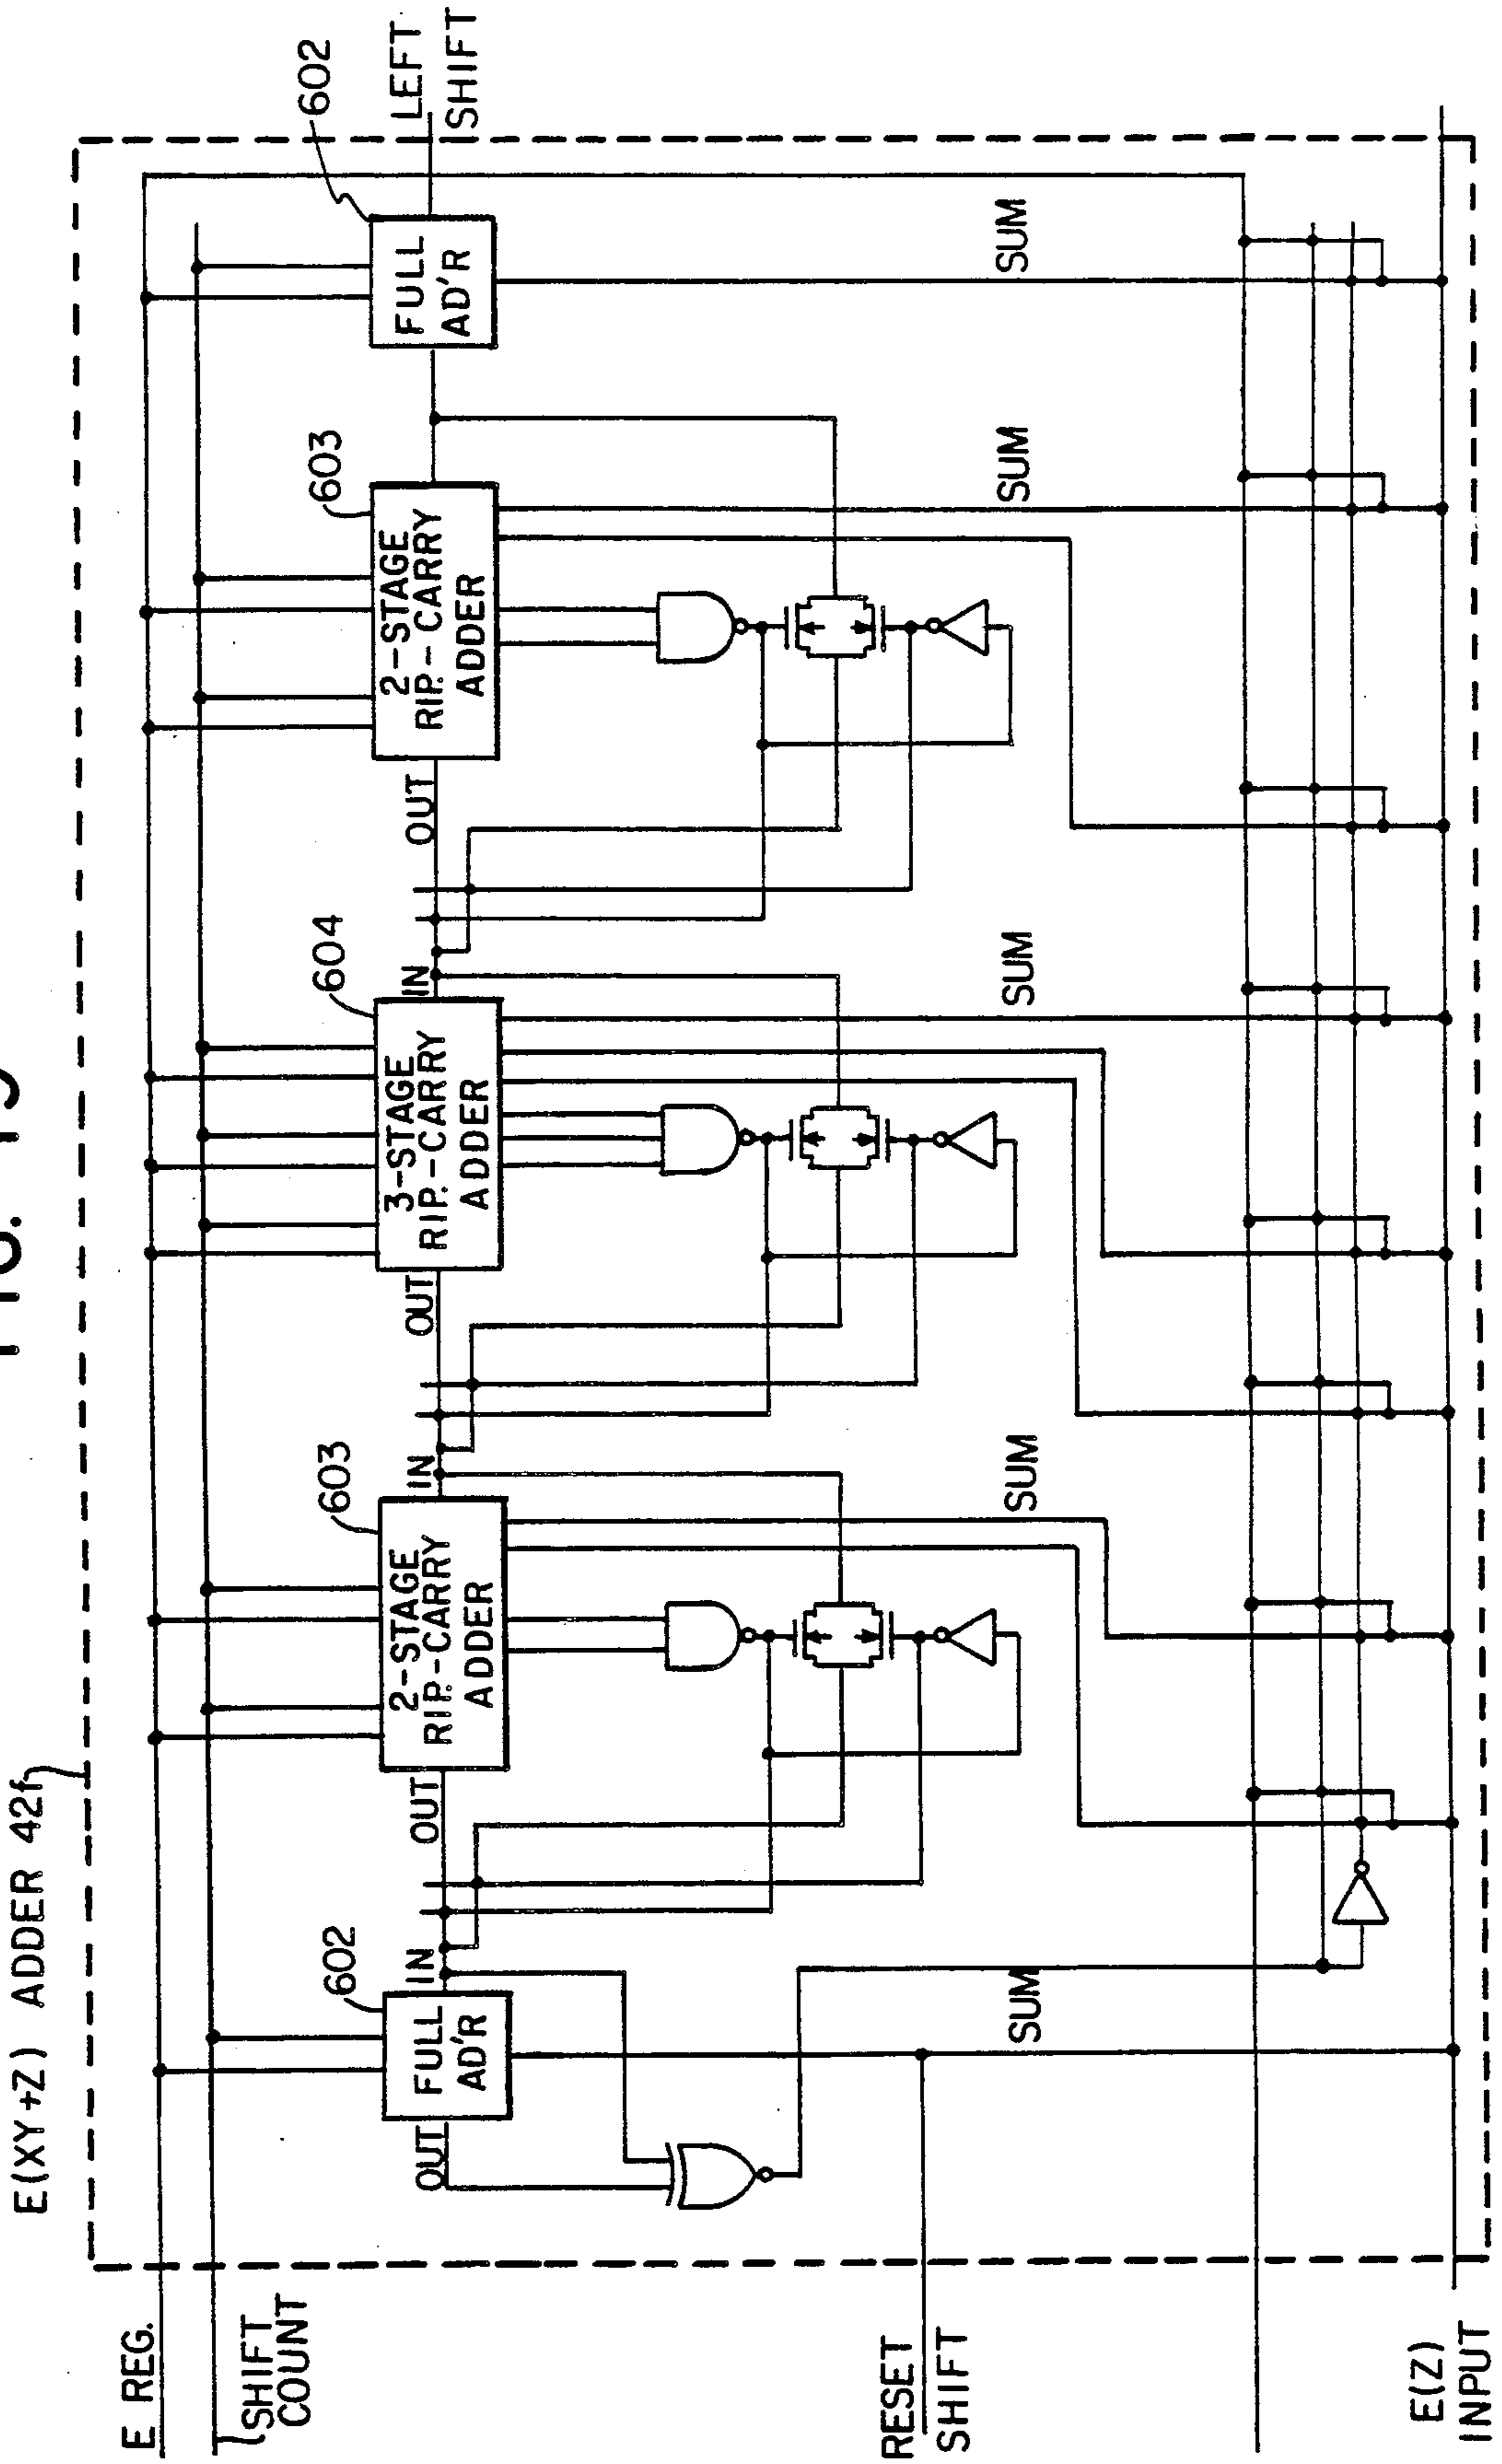 FIG.
E(XY+Z) ADDER 42f
E REG.
SHIFT
COUNT
602
603
604
603
602
OUT
FULL
AD'R
IN
OUT
2-STAGE
RIP.-CARRY
ADDER
IN
OUT
3-STAGE
RIP.-CARRY
ADDER
IN
OUT
2-STAGE
RIP.-CARRY
ADDER
FULL
AD'R
LEFT
SHIFT
RESET
SHIFT
SUM
SUM
SUM
SUM
SUM
E(Z)
INPUT